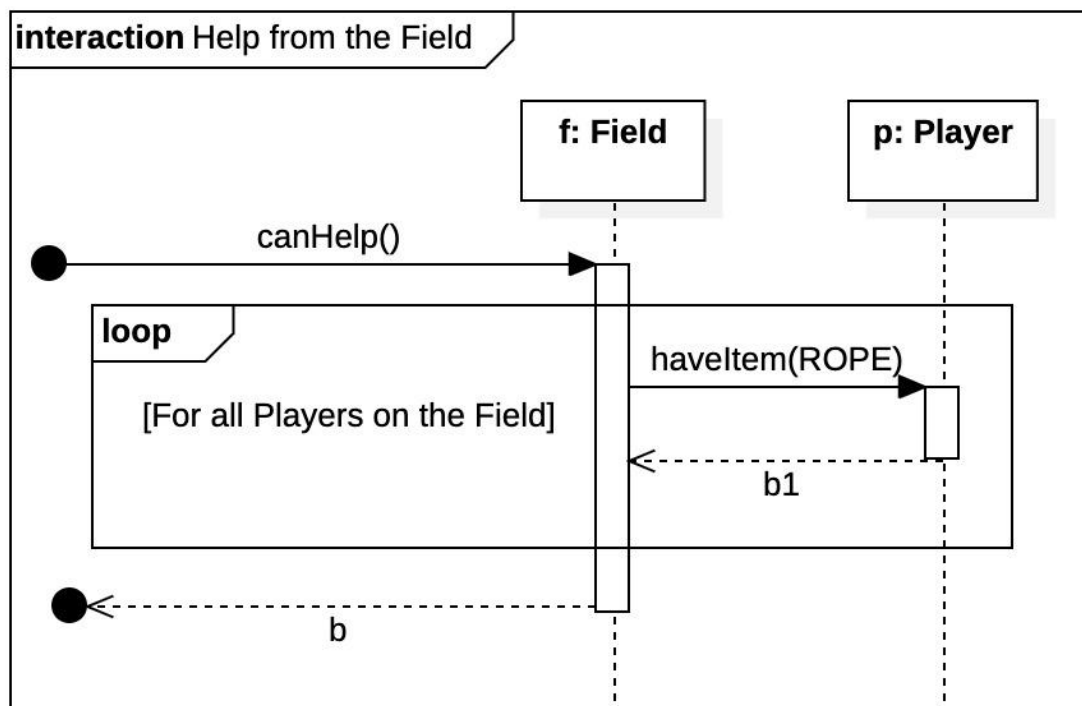 interaction Help from the Field
f: Field
p: Player
canHelp()
loop
haveItem(ROPE)
[For all Players on the Field]
b1
b